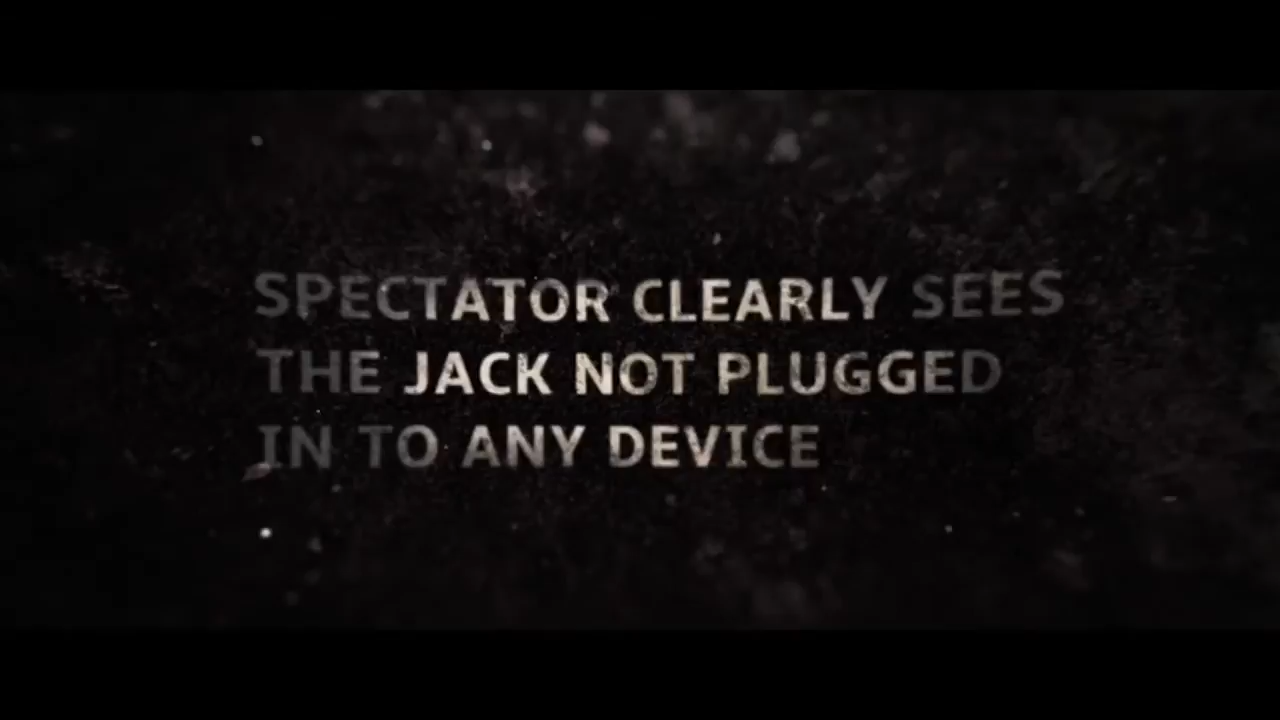 SPECTATOR CLEARLY SEES
THE JACK NOT PLUGGED
IN TO ANY DEVICE